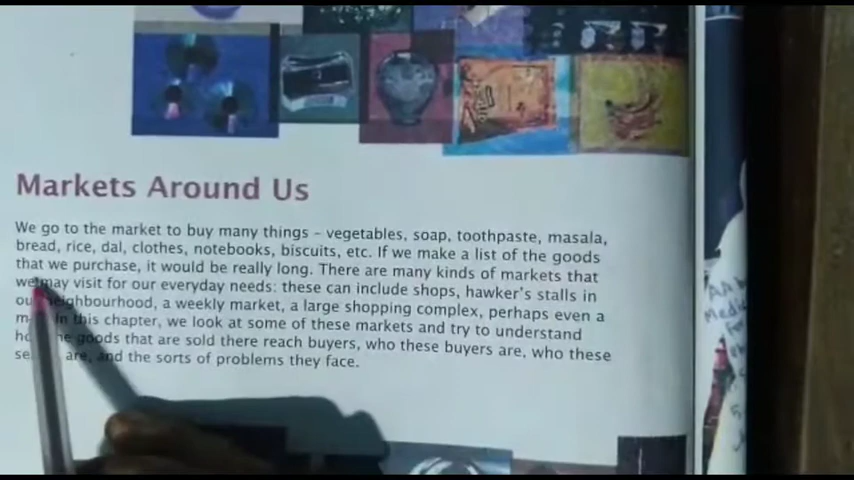 Markets Around Us
We go to the market to buy many things – vegetables, soap, toothpaste, masala,
bread, rice, dal, clothes, notebooks, biscuits, etc. If we make a list of the goods
that we purchase, it would be really long. There are many kinds of markets that
we may visit for our everyday needs: these can include shops, hawker's stalls in
neighbourhood, a weekly market, a large shopping complex, perhaps even a
In this chapter, we look at some of these markets and try to understand
goods that are sold there reach buyers, who these buyers are, who these
are, and the sorts of problems they face.